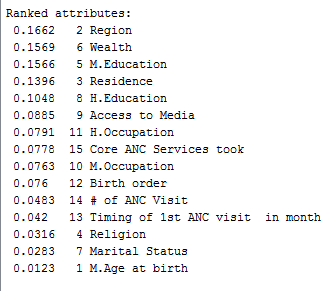 Ranked attributes:
0.1662 2 Region
0.1569 6 Wealth
0.1566 5 M.Education
0.1396 3 Residence
0.1048 8 H.Education
0.0885 9 Access to Media
0.0791 11 H.Occupation
0.0778 15 Core ANC Services took
0.0763 10 M.Occupation
0.076 12 Birth order
0.0483 14 # of ANC Visit
0.042 13 Timing of 1st ANC visit in month
0.0316 4 Religion
0.0283 7 Marital Status
0.0123 1 M.Age at birth